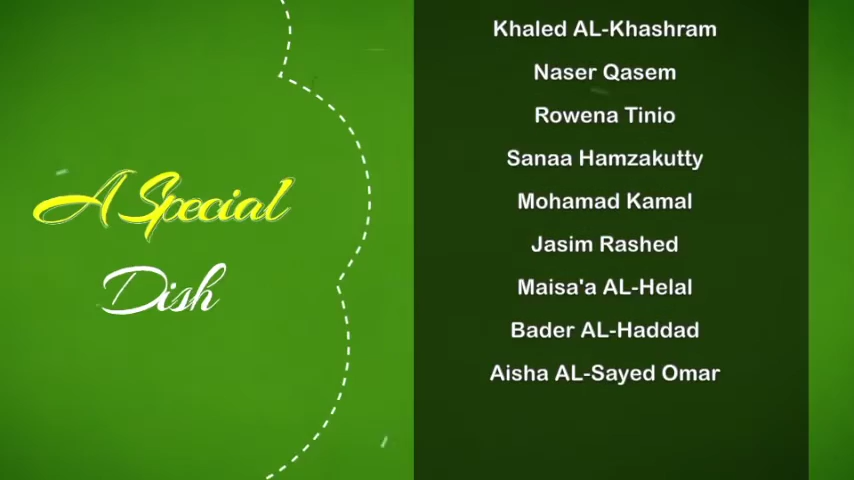 A Special
Dish
Khaled AL-Khashram
Naser Qasem
Rowena Tinio
Sanaa Hamzakutty
Mohamad Kamal
Jasim Rashed
Maisa'a AL-Helal
Bader AL-Haddad
Aisha AL-Sayed Omar